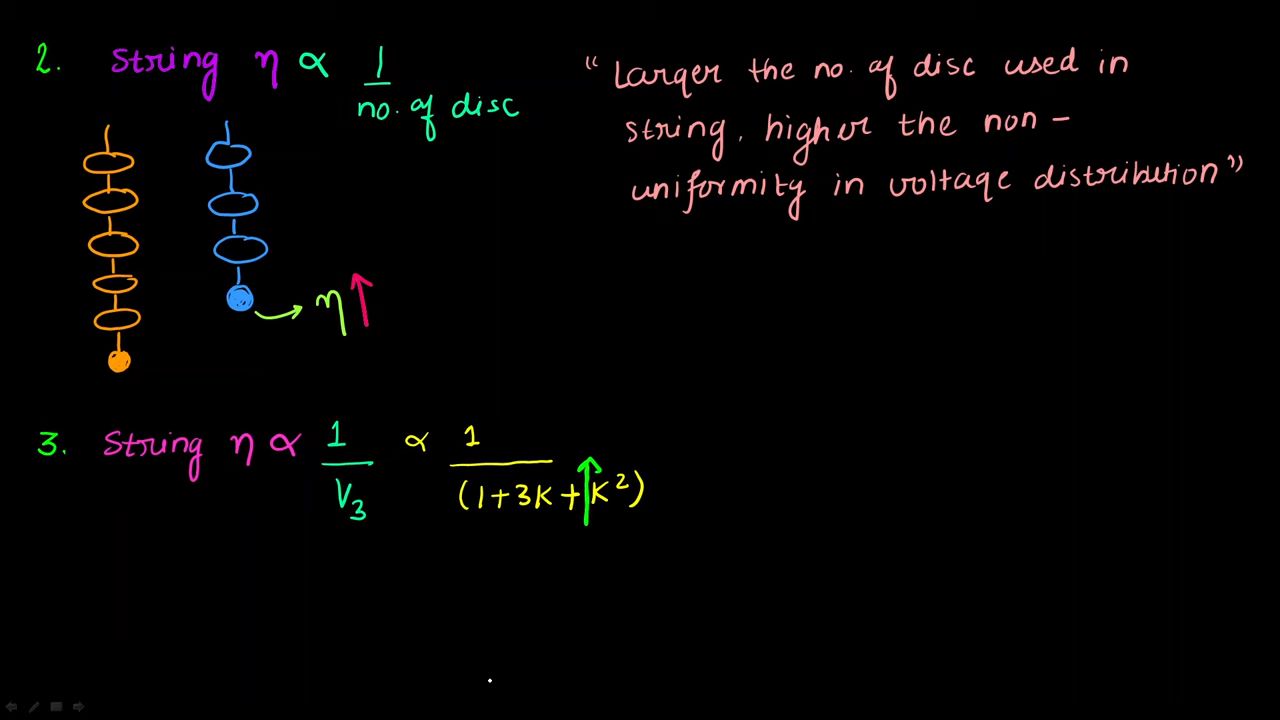 2. String η ∝ 1 / no. of disc
"Larger the no. of disc used in
string, higher the non-
uniformity in voltage distribution"
η ↑
3. String η ∝ 1 / V₃ ∝ 1 / (1+3K+K²)